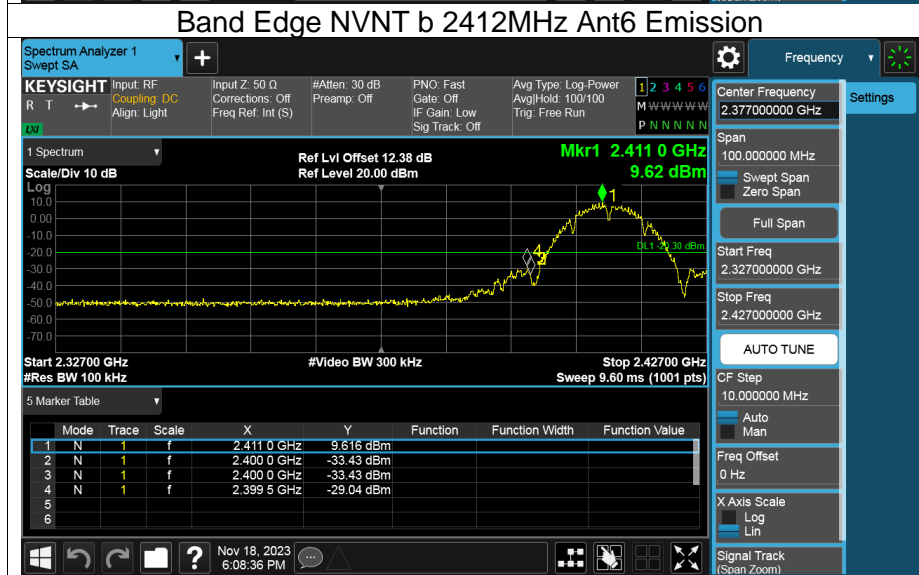 (Span Zoom)
Band Edge NVNT b 2412MHz Ant6 Emission
Spectrum Analyzer 1
Swept SA
+
Frequency
KEYSIGHT
R T
LXI
Input: RF
Coupling: DC
Align: Light
Input Z: 50 Ω
Corrections: Off
Freq Ref: Int (S)
#Atten: 30 dB
Preamp: Off
PNO: Fast
Gate: Off
IF Gain: Low
Sig Track: Off
Avg Type: Log-Power
Avg|Hold: 100/100
Trig: Free Run
1 2 3 4 5 6
M W W W W W
P N N N N N
1 Spectrum
Scale/Div 10 dB
Ref Lvl Offset 12.38 dB
Ref Level 20.00 dBm
Mkr1 2.411 0 GHz
9.62 dBm
Log
10.0
0.00
-10.0
-20.0
-30.0
-40.0
-50.0
-60.0
-70.0
1
4
DL1 -20.30 dBm
Start 2.32700 GHz
#Res BW 100 kHz
#Video BW 300 kHz
Stop 2.42700 GHz
Sweep 9.60 ms (1001 pts)
5 Marker Table
Mode Trace Scale X Y Function Function Width Function Value
1 N 1 f 2.411 0 GHz 9.616 dBm
2 N 1 f 2.400 0 GHz -33.43 dBm
3 N 1 f 2.400 0 GHz -33.43 dBm
4 N 1 f 2.399 5 GHz -29.04 dBm
5
6
?
Nov 18, 2023
6:08:36 PM
Center Frequency
2.377000000 GHz
Settings
Span
100.000000 MHz
Swept Span
Zero Span
Full Span
Start Freq
2.327000000 GHz
Stop Freq
2.427000000 GHz
AUTO TUNE
CF Step
10.000000 MHz
Auto
Man
Freq Offset
0 Hz
X Axis Scale
Log
Lin
Signal Track
(Span Zoom)